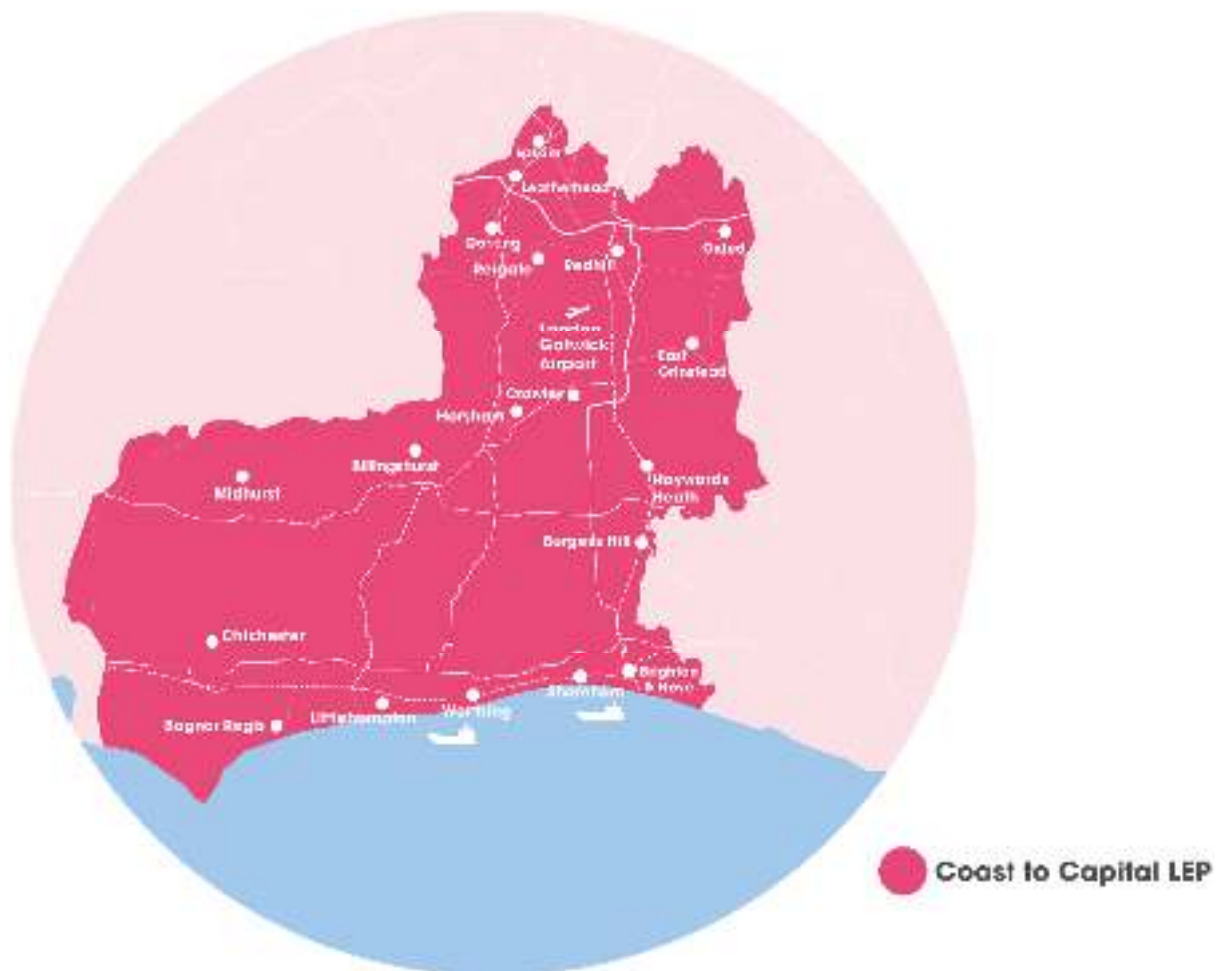 Epsom
Leatherhead
Dorking
Oxted
Reigate
Redhill
London
Gatwick
Airport
East
Grinstead
Crawley
Horsham
Billingshurst
Midhurst
Haywards
Heath
Burgess Hill
Chichester
Brighton
& Hove
Shoreham
Worthing
Littlehampton
Bognor Regis
Coast to Capital LEP